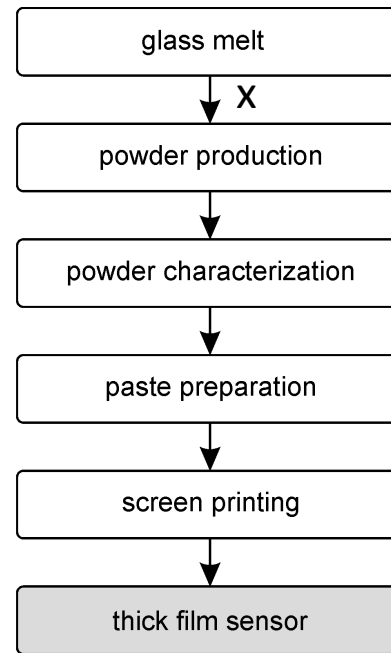 glass melt
X
powder production
powder characterization
paste preparation
screen printing
thick film sensor